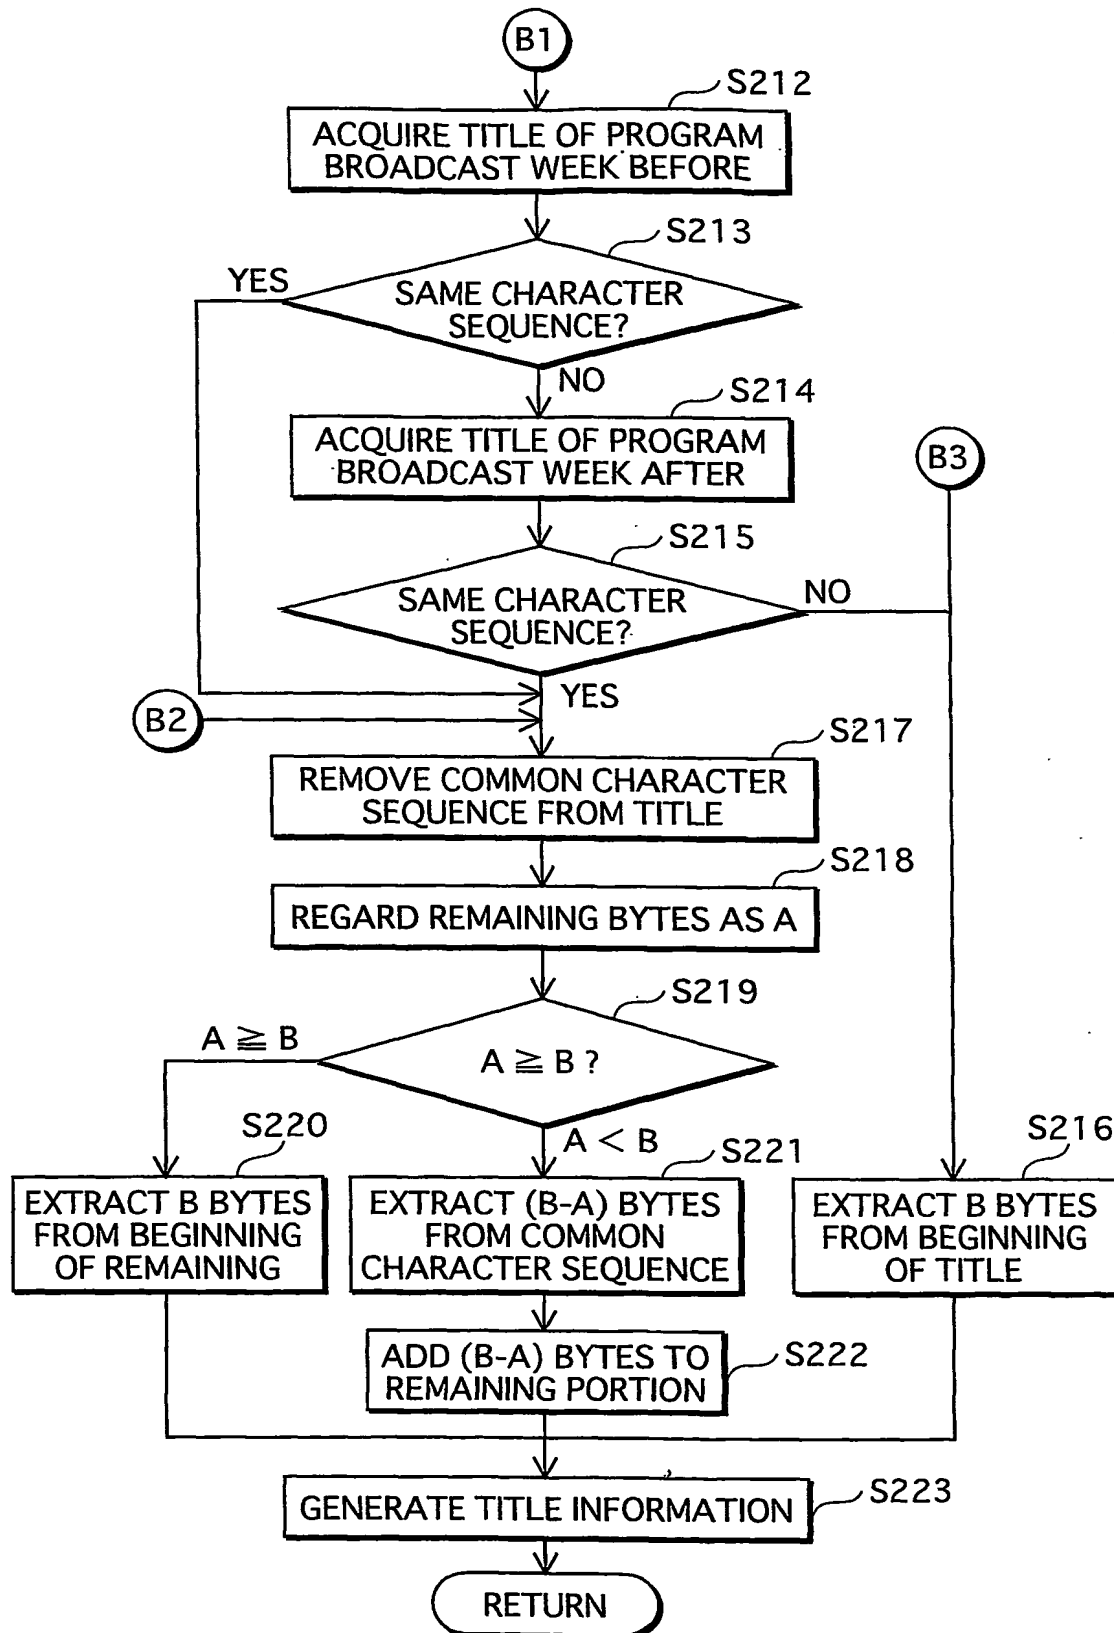 B1
S212
ACQUIRE TITLE OF PROGRAM
BROADCAST WEEK BEFORE
S213
YES
SAME CHARACTER
SEQUENCE?
NO
S214
ACQUIRE TITLE OF PROGRAM
BROADCAST WEEK AFTER
B3
S215
SAME CHARACTER
SEQUENCE?
NO
YES
B2
S217
REMOVE COMMON CHARACTER
SEQUENCE FROM TITLE
S218
REGARD REMAINING BYTES AS A
S219
A ≧ B
A ≧ B ?
A < B
S220
EXTRACT B BYTES
FROM BEGINNING
OF REMAINING
S221
EXTRACT (B-A) BYTES
FROM COMMON
CHARACTER SEQUENCE
S216
EXTRACT B BYTES
FROM BEGINNING
OF TITLE
S222
ADD (B-A) BYTES TO
REMAINING PORTION
S223
GENERATE TITLE INFORMATION
RETURN